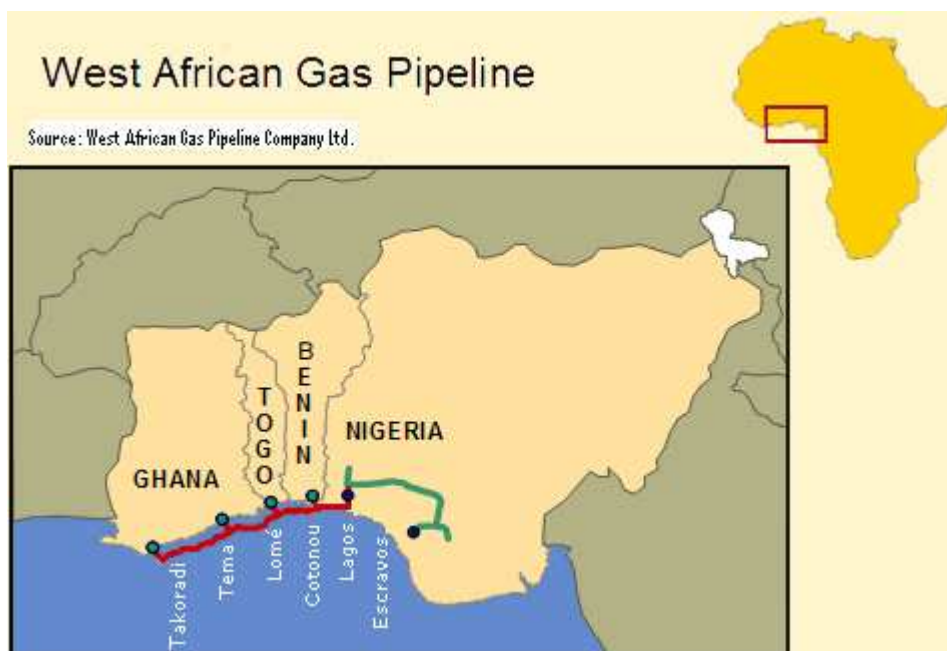 West African Gas Pipeline
Source: West African Gas Pipeline Company Ltd.
BENIN
TOGO
NIGERIA
GHANA
Takoradi
Tema
Lomé
Cotonou
Lagos
Escravos